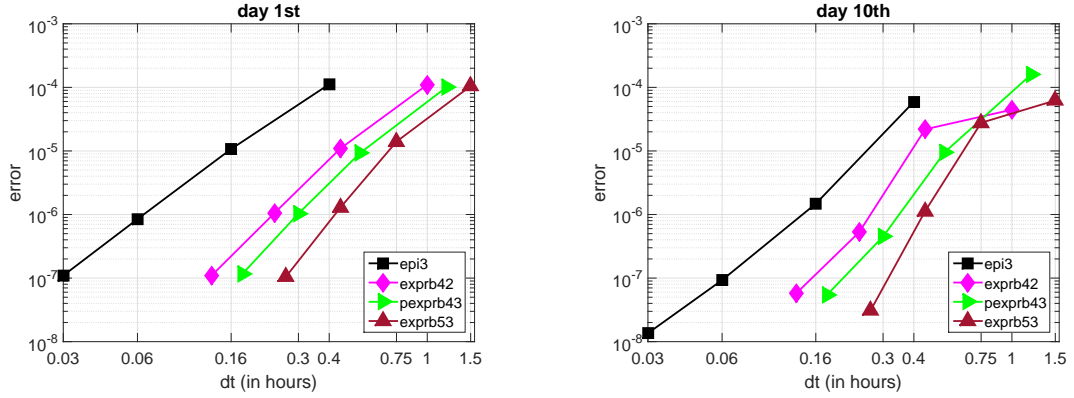 day 1st
10^-3
10^-4
10^-5
10^-6
10^-7
10^-8
error
0.03 0.06 0.16 0.3 0.4 0.75 1 1.5
dt (in hours)
epi3
exprb42
pexprb43
exprb53
day 10th
10^-3
10^-4
10^-5
10^-6
10^-7
10^-8
error
0.03 0.06 0.16 0.3 0.4 0.75 1 1.5
dt (in hours)
epi3
exprb42
pexprb43
exprb53